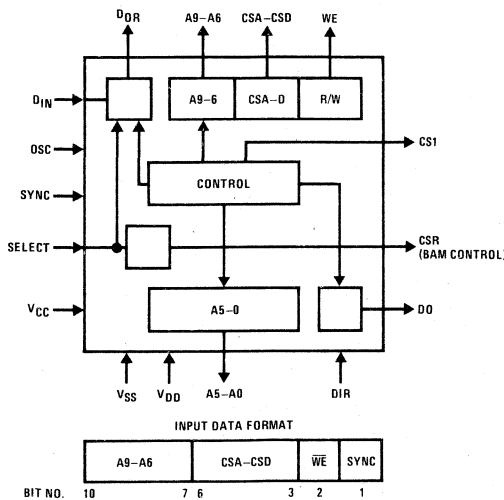 DOR A9–A6 CSA–CSD WE
DIN
A9–6 CSA–D R/W
OSC
CS1
CONTROL
SYNC
SELECT
CSR
(BAM CONTROL)
VCC
A5–0
DO
VSS VDD A5–A0 DIR
INPUT DATA FORMAT
A9–A6 CSA–CSD WE SYNC
BIT NO. 10 7 6 3 2 1